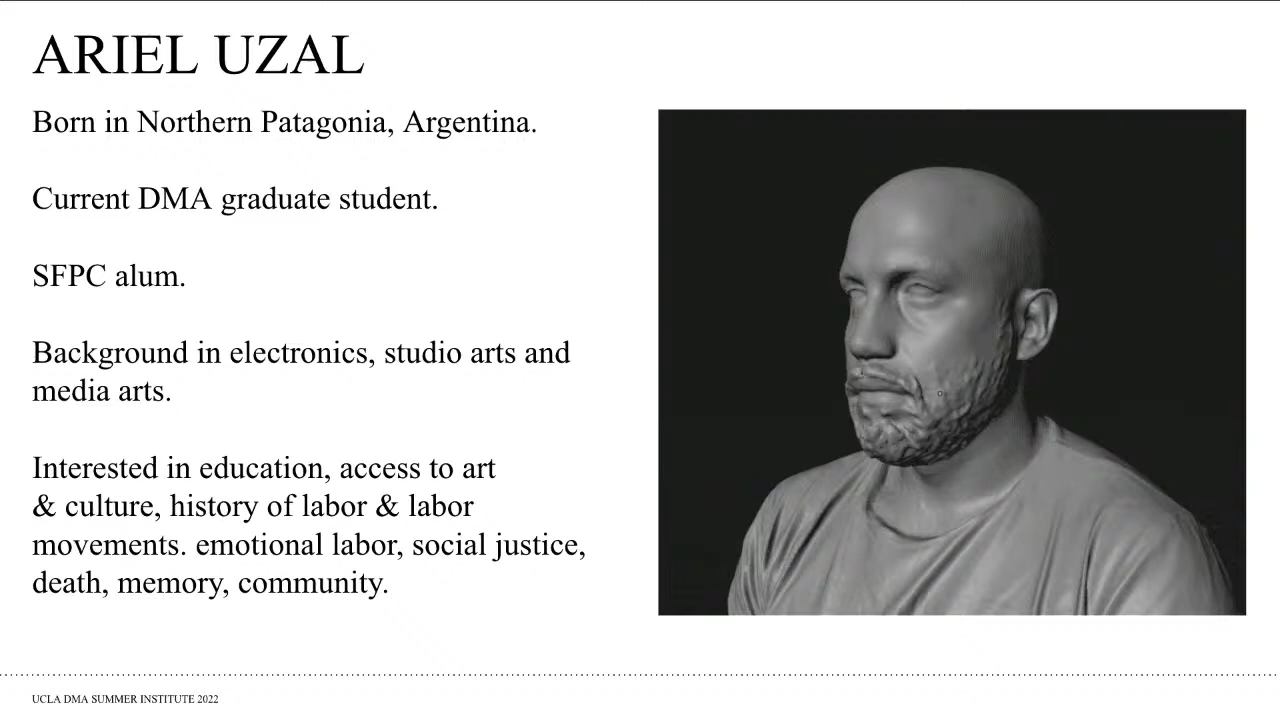 ARIEL UZAL
Born in Northern Patagonia, Argentina.
Current DMA graduate student.
SFPC alum.
Background in electronics, studio arts and
media arts.
Interested in education, access to art
& culture, history of labor & labor
movements. emotional labor, social justice,
death, memory, community.
UCLA DMA SUMMER INSTITUTE 2022